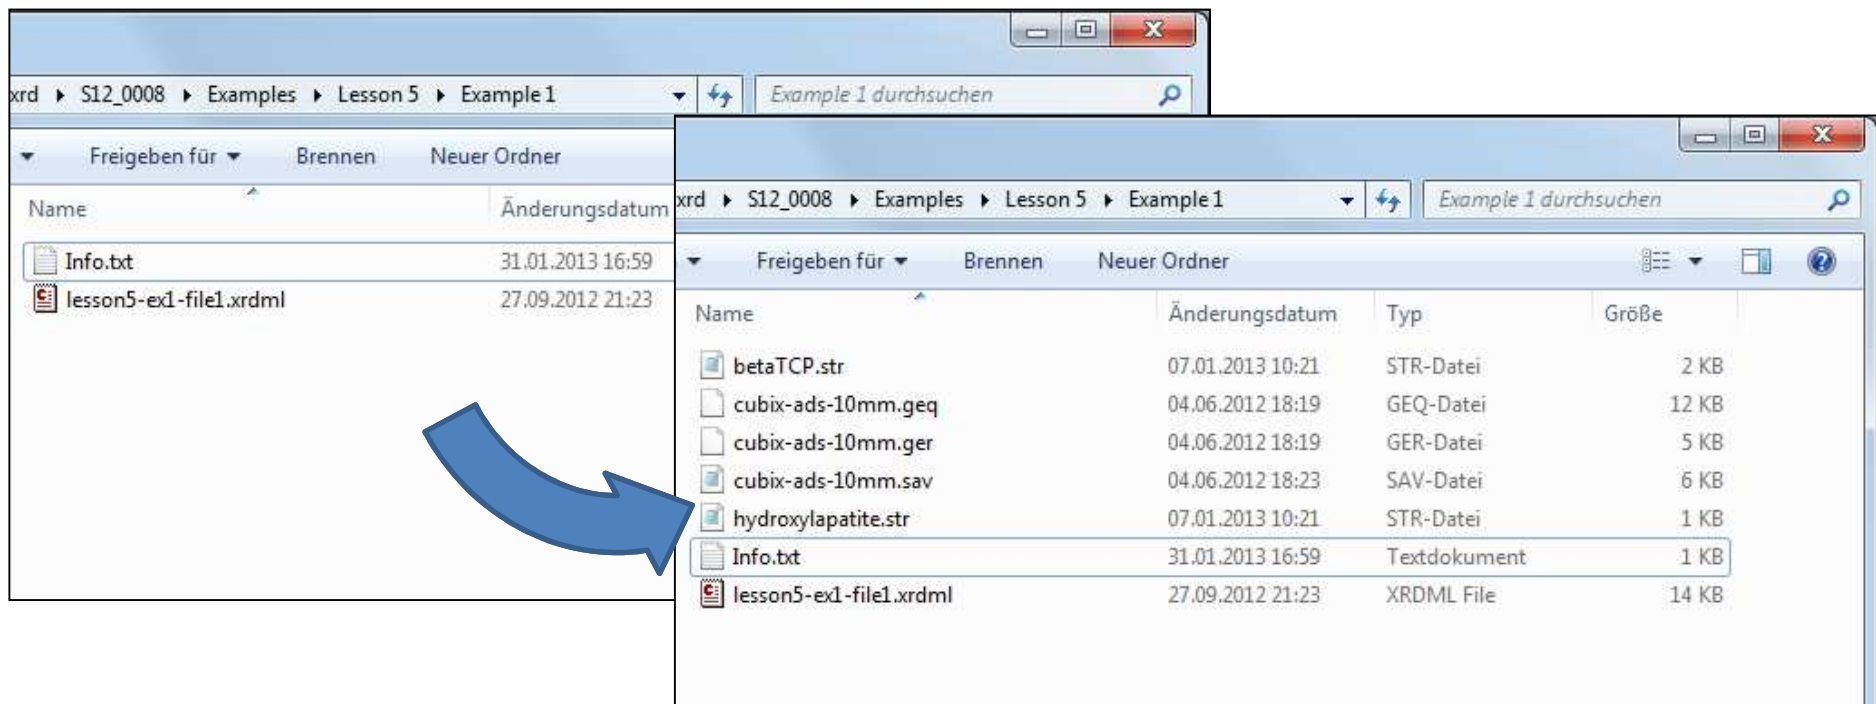 xrd ▸ S12_0008 ▸ Examples ▸ Lesson 5 ▸ Example 1 Example 1 durchsuchen
Freigeben für Brennen Neuer Ordner
Name Änderungsdatum
Info.txt 31.01.2013 16:59
lesson5-ex1-file1.xrdml 27.09.2012 21:23
xrd ▸ S12_0008 ▸ Examples ▸ Lesson 5 ▸ Example 1 Example 1 durchsuchen
Freigeben für Brennen Neuer Ordner
Name Änderungsdatum Typ Größe
betaTCP.str 07.01.2013 10:21 STR-Datei 2 KB
cubix-ads-10mm.geq 04.06.2012 18:19 GEQ-Datei 12 KB
cubix-ads-10mm.ger 04.06.2012 18:19 GER-Datei 5 KB
cubix-ads-10mm.sav 04.06.2012 18:23 SAV-Datei 6 KB
hydroxylapatite.str 07.01.2013 10:21 STR-Datei 1 KB
Info.txt 31.01.2013 16:59 Textdokument 1 KB
lesson5-ex1-file1.xrdml 27.09.2012 21:23 XRDML File 14 KB